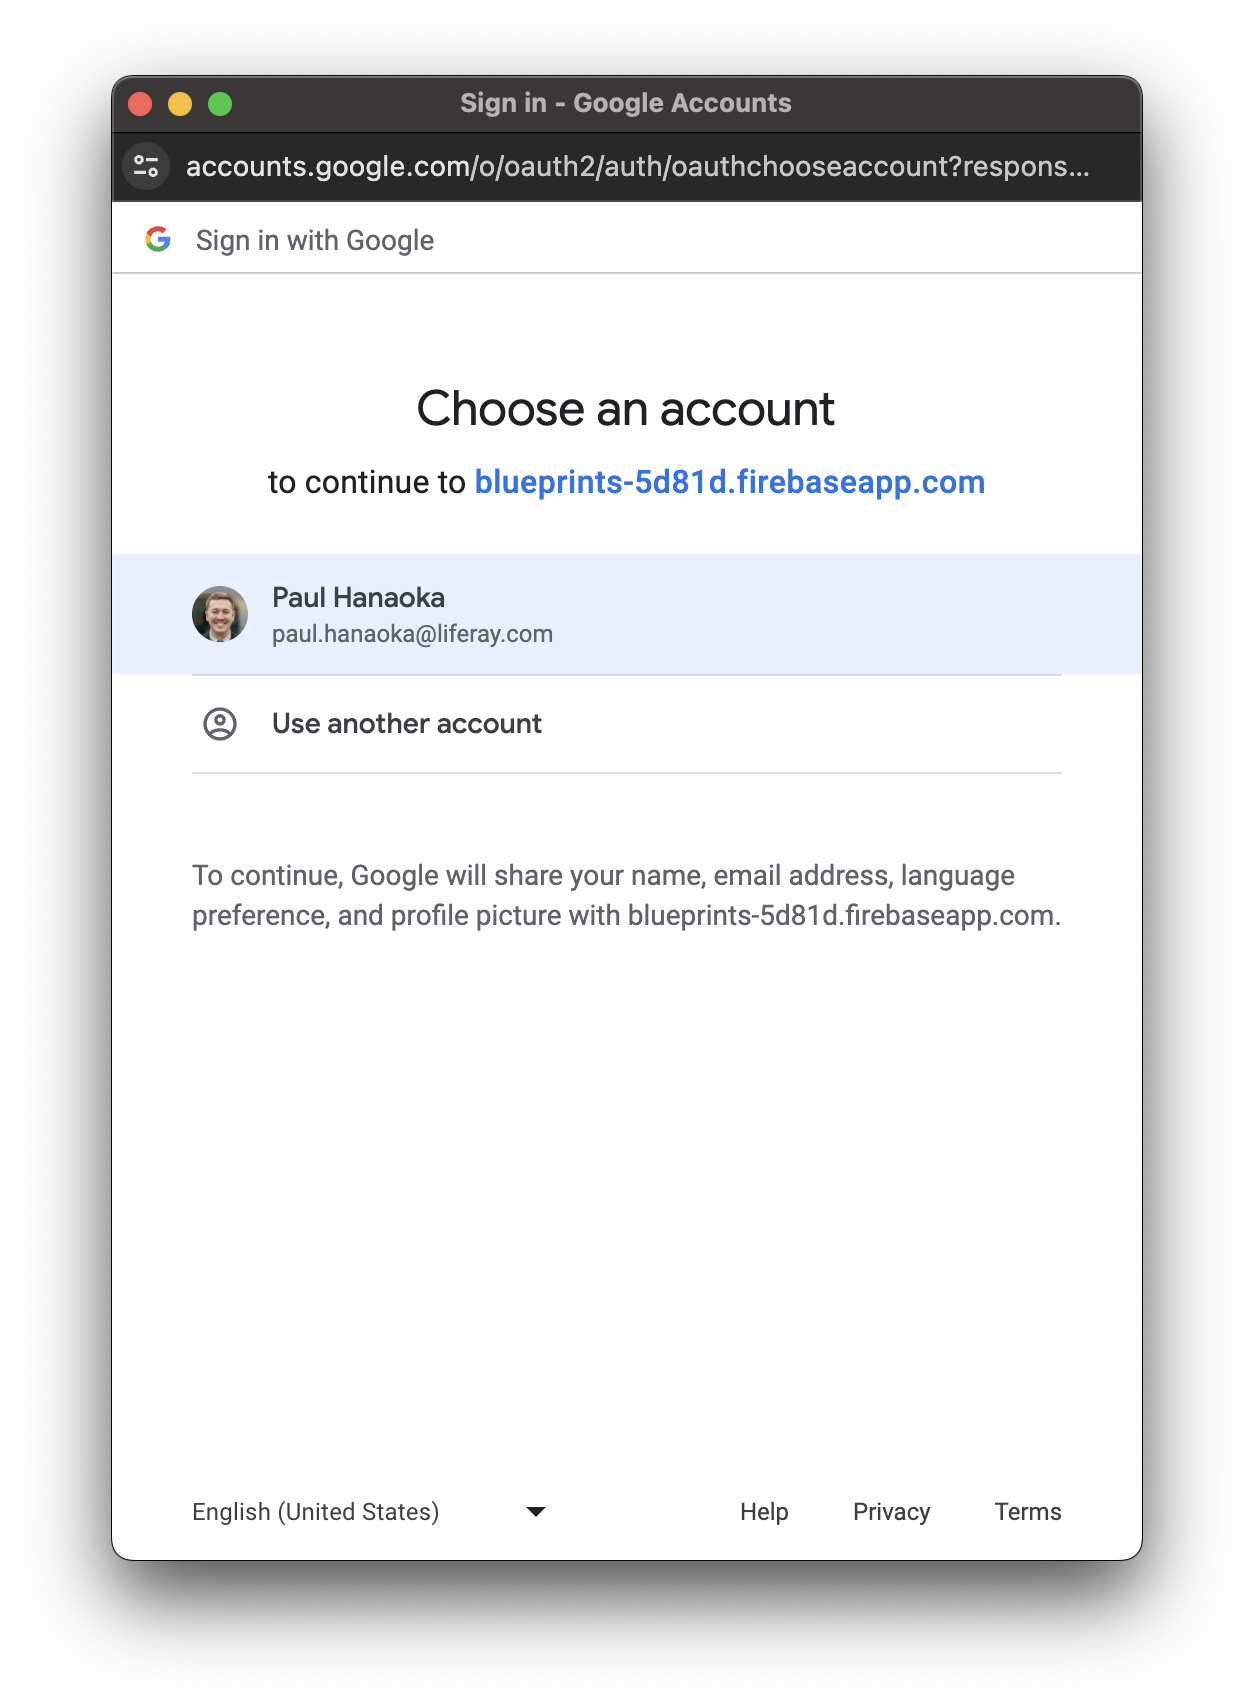 Sign in - Google Accounts
accounts.google.com/o/oauth2/auth/oauthchooseaccount?respons...
Sign in with Google
Choose an account
to continue to blueprints-5d81d.firebaseapp.com
Paul Hanaoka
paul.hanaoka@liferay.com
Use another account
To continue, Google will share your name, email address, language
preference, and profile picture with blueprints-5d81d.firebaseapp.com.
English (United States)
Help Privacy Terms